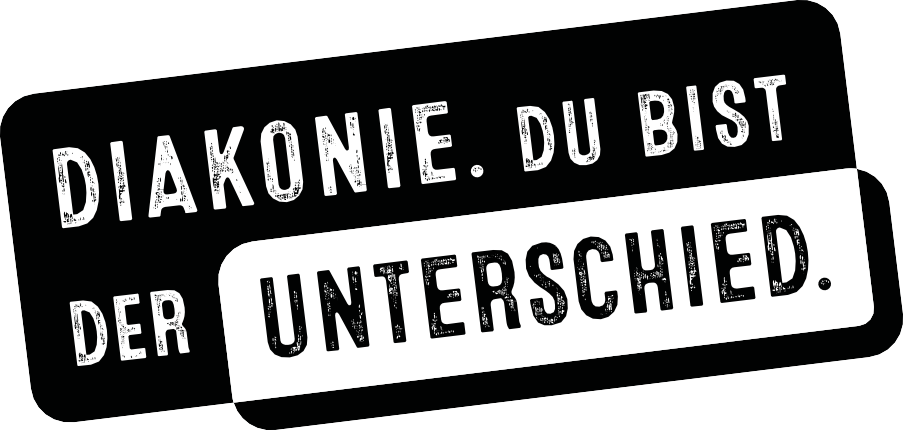 DIAKONIE. DU BIST
DER UNTERSCHIED.